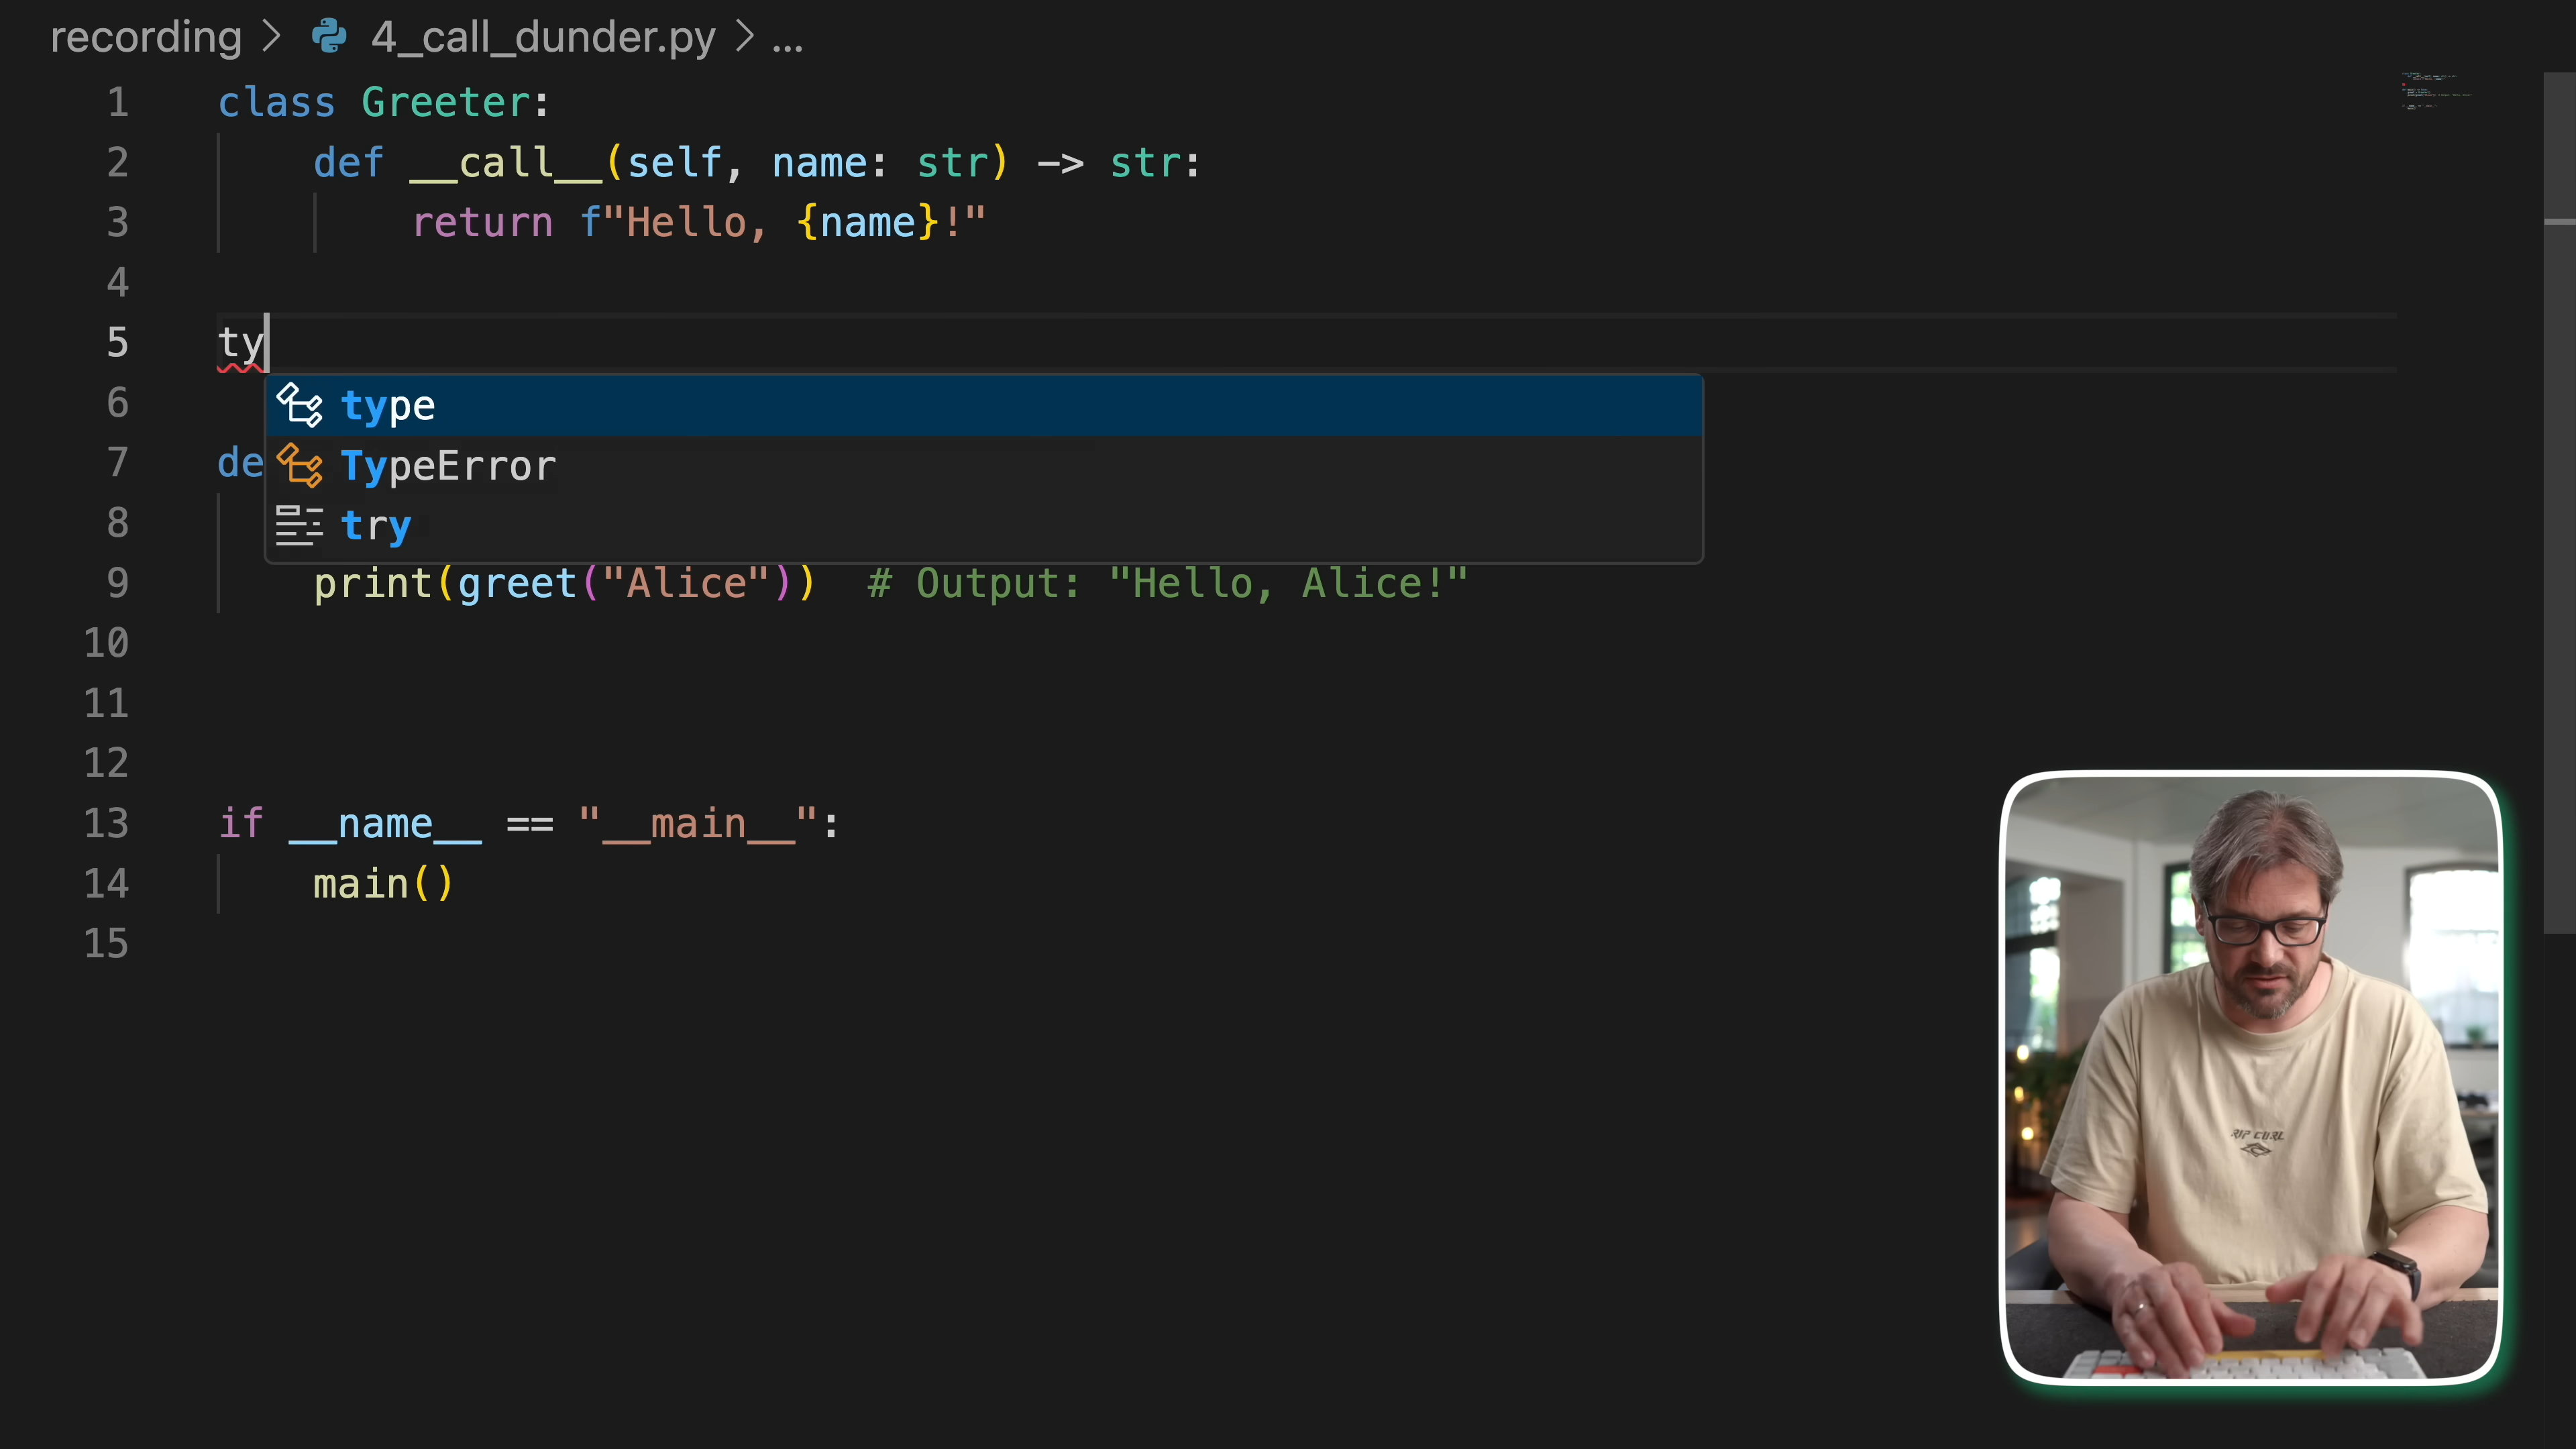 recording > 4_call_dunder.py > ...
1 class Greeter:
2 def __call__(self, name: str) -> str:
3 return f"Hello, {name}!"
4
5 ty
type
TypeError
try
6
7 de
8
9 print(greet("Alice")) # Output: "Hello, Alice!"
10
11
12
13 if __name__ == "__main__":
14 main()
15
RIP CURL